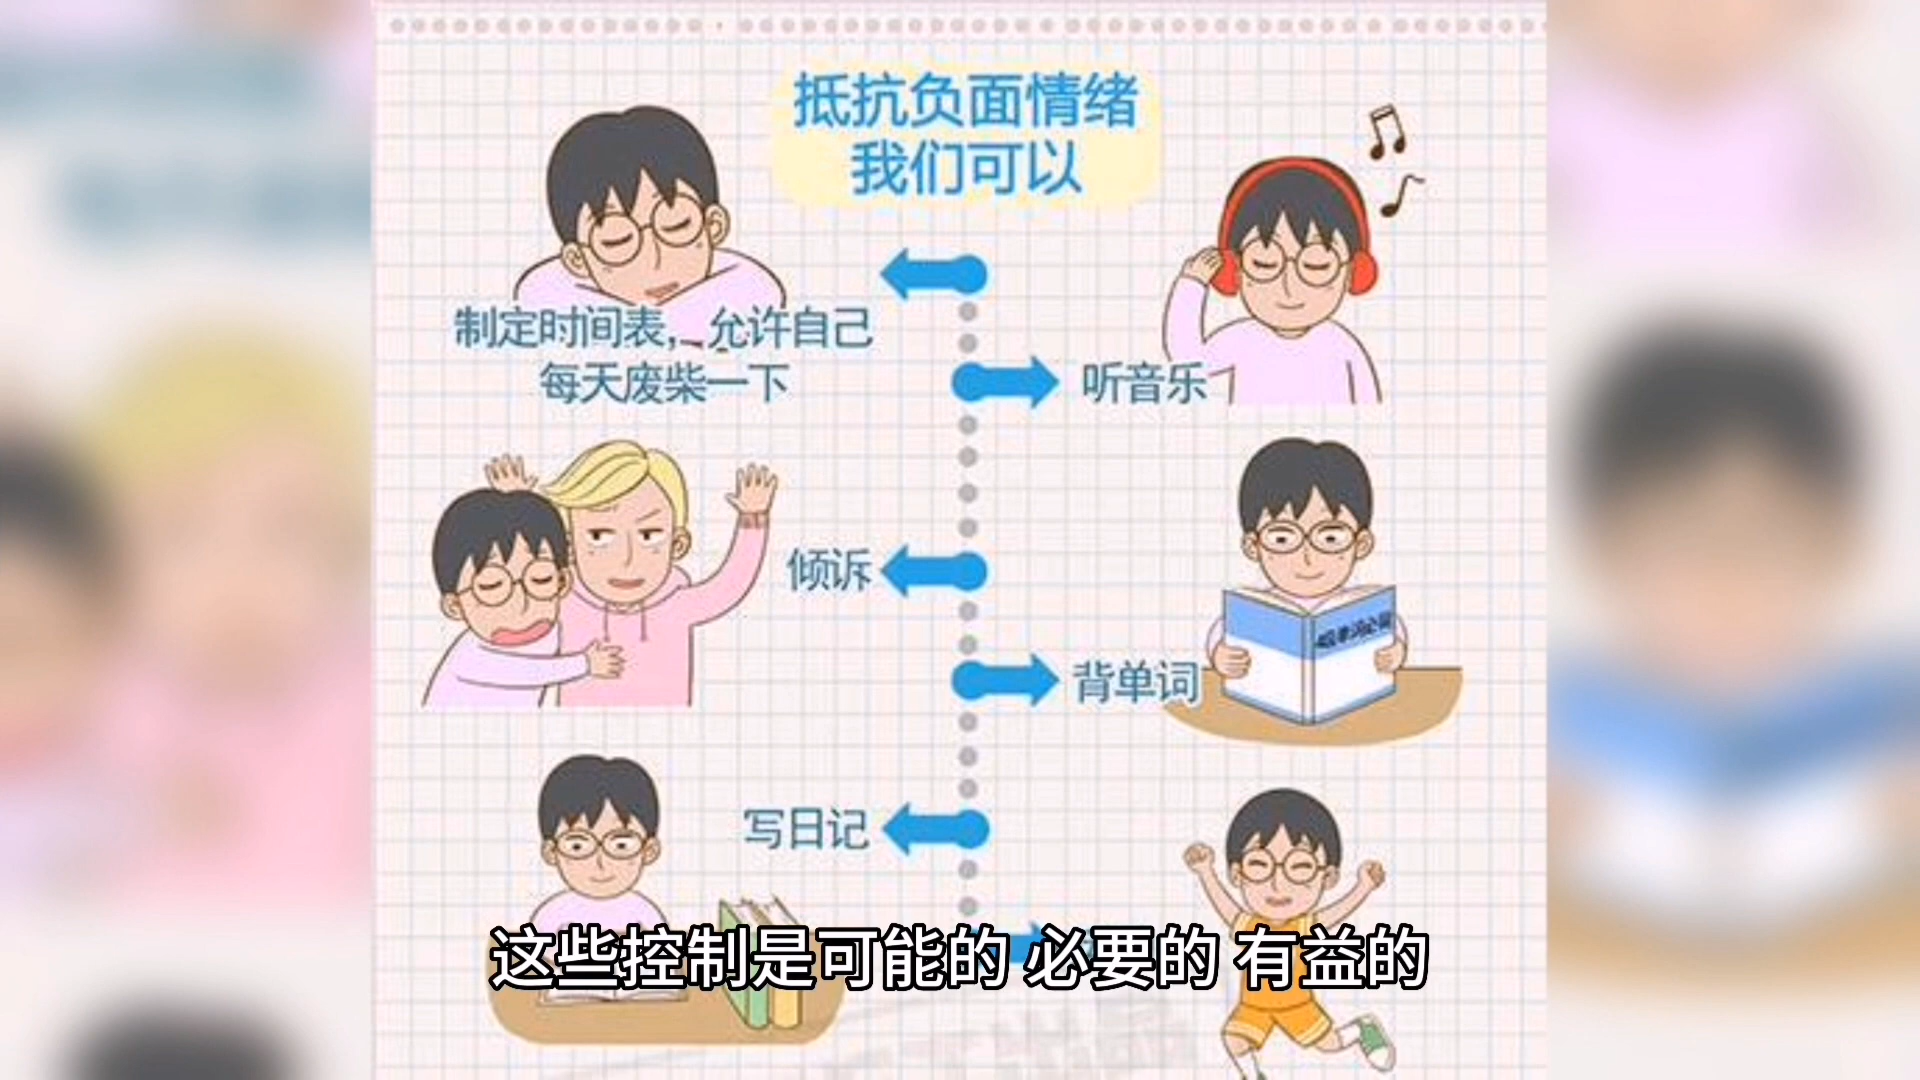 抵抗负面情绪
我们可以
制定时间表，允许自己
每天废柴一下
听音乐
倾诉
背单词
写日记
这些控制是可能的 必要的 有益的